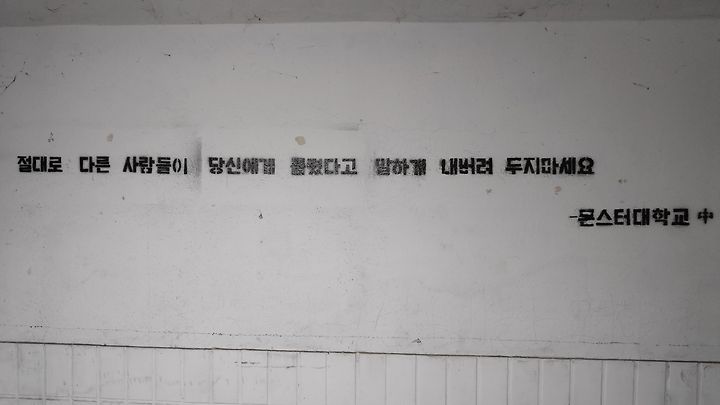 절대로 다른 사람들이 당신에게 틀렸다고 말하게 내버려 두지마세요
-몬스터대학교 中